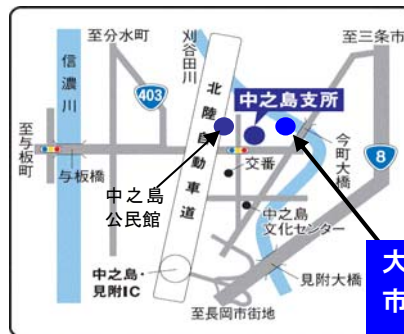 至分水町
刈谷田川
至三条市
信濃川
403
北陸自動車道
中之島支所
至与板町
8
今町大橋
与板橋
交番
中之島
公民館
中之島
文化センター
中之島・
見附IC
見附大橋
至長岡市街地
大
市